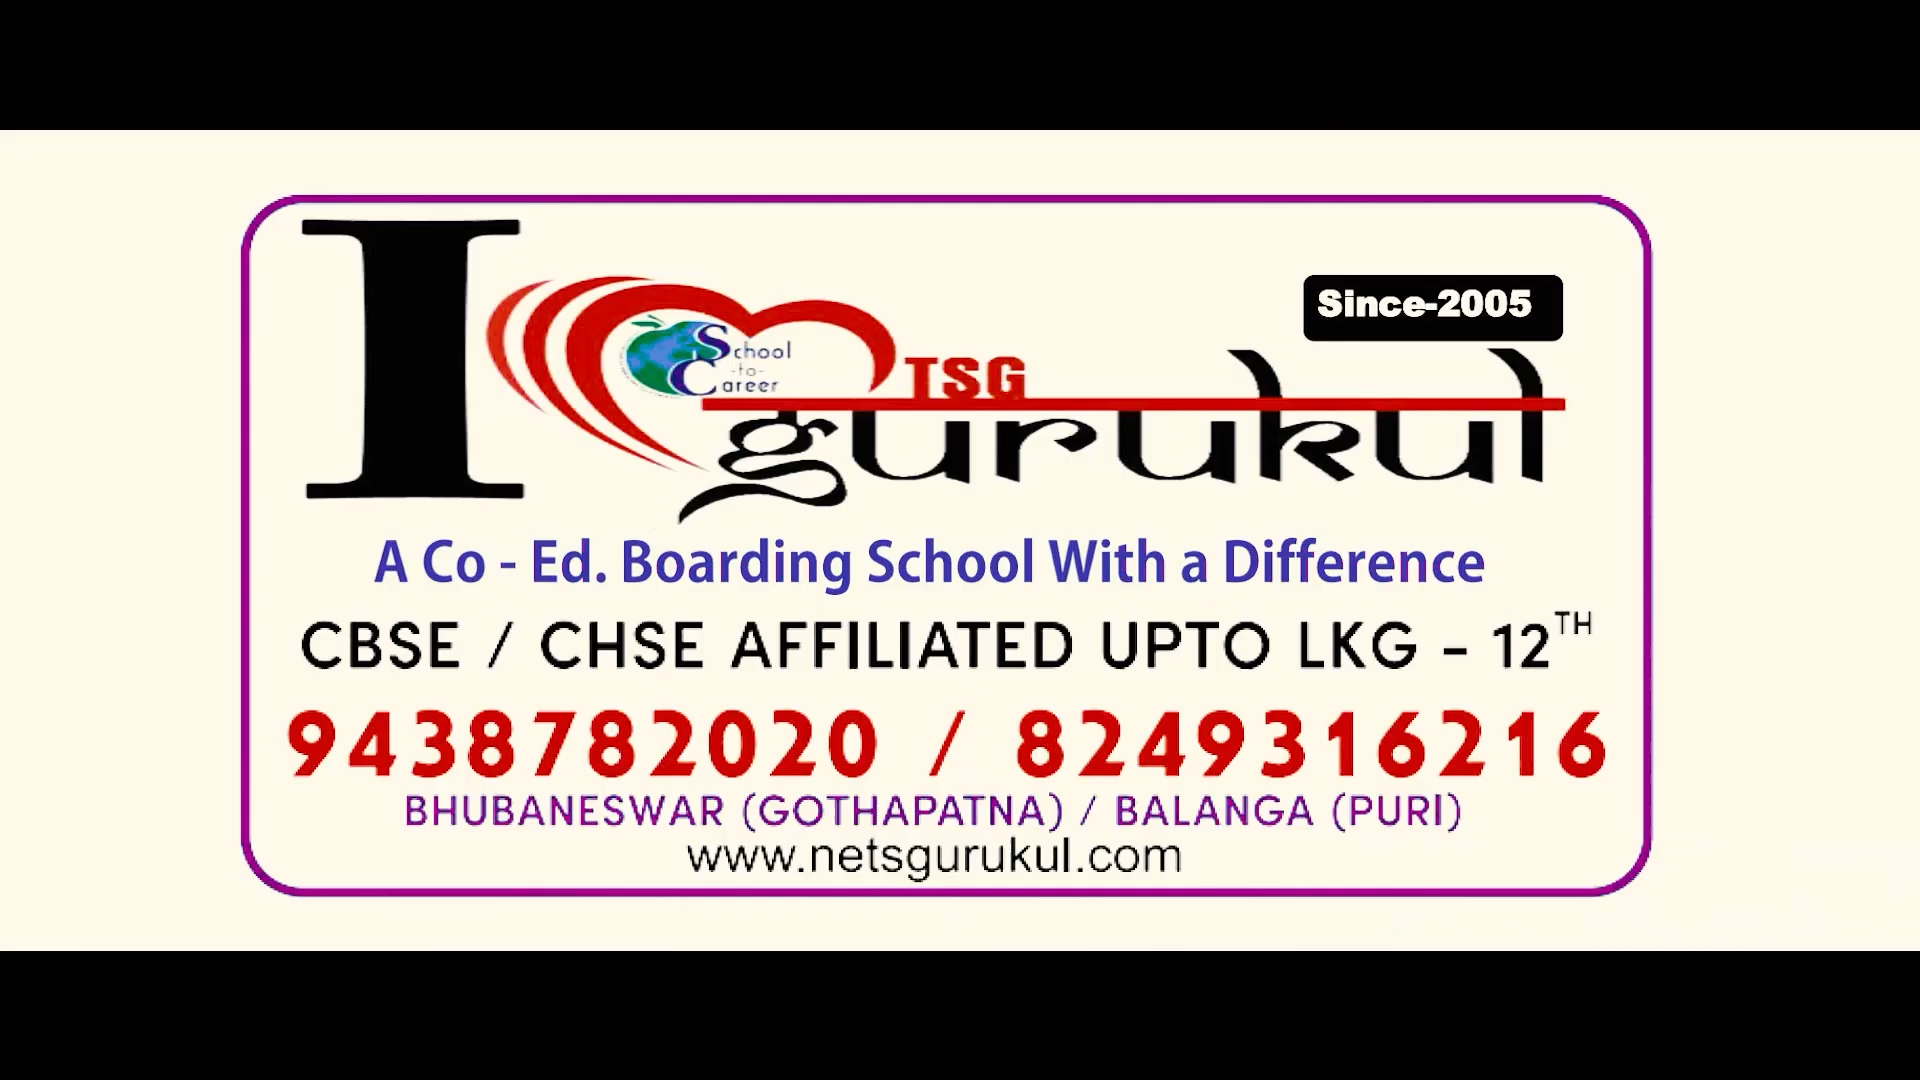 Since-2005
I
School
-to-
Career
TSG
gurukul
A Co - Ed. Boarding School With a Difference
CBSE / CHSE AFFILIATED UPTO LKG - 12TH
9438782020 / 8249316216
BHUBANESWAR (GOTHAPATNA) / BALANGA (PURI)
www.netsgurukul.com